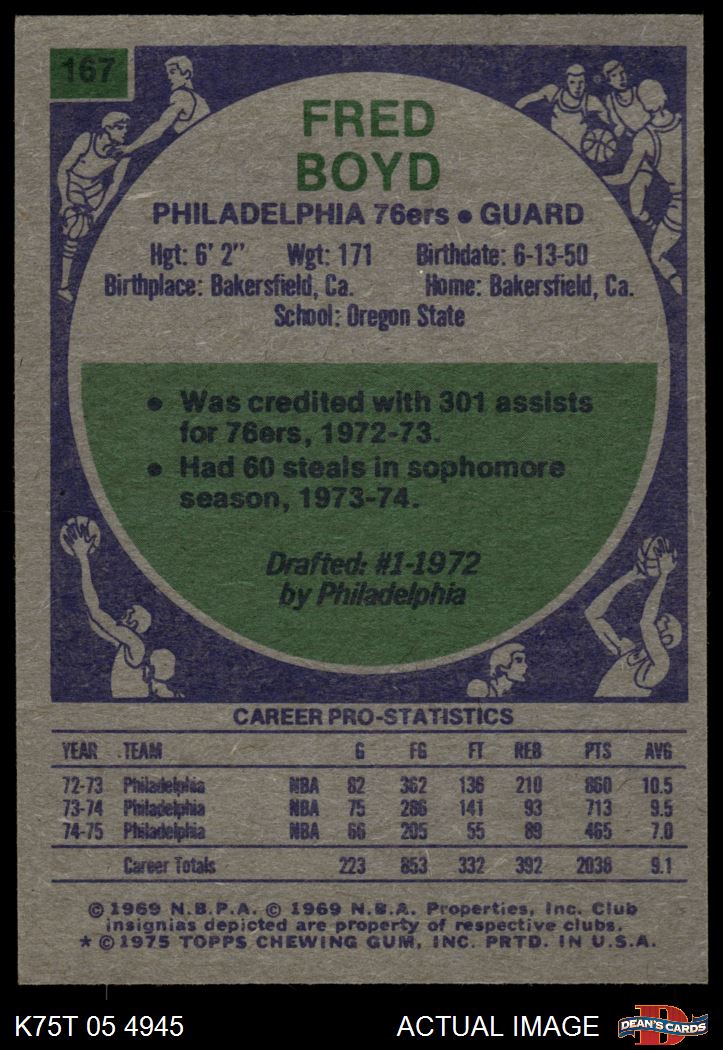 167
FRED
BOYD
PHILADELPHIA 76ers • GUARD
Hgt: 6' 2" Wgt: 171 Birthdate: 6-13-50
Birthplace: Bakersfield, Ca. Home: Bakersfield, Ca.
School: Oregon State
• Was credited with 301 assists
for 76ers, 1972-73.
• Had 60 steals in sophomore
season, 1973-74.
Drafted: #1-1972
by Philadelphia
CAREER PRO-STATISTICS
YEAR TEAM G FG FT REB PTS AVG
72-73 Philadelphia NBA 82 362 136 210 860 10.5
73-74 Philadelphia NBA 75 286 141 93 713 9.5
74-75 Philadelphia NBA 66 205 55 89 465 7.0
Career Totals 223 853 332 392 2038 9.1
© 1969 N.B.P.A. © 1969 N.B.A. Properties, Inc. Club
insignias depicted are property of respective clubs.
* © 1975 TOPPS CHEWING GUM, INC. PRTD. IN U.S.A.
K75T 05 4945 ACTUAL IMAGE D DEAN'S CARDS